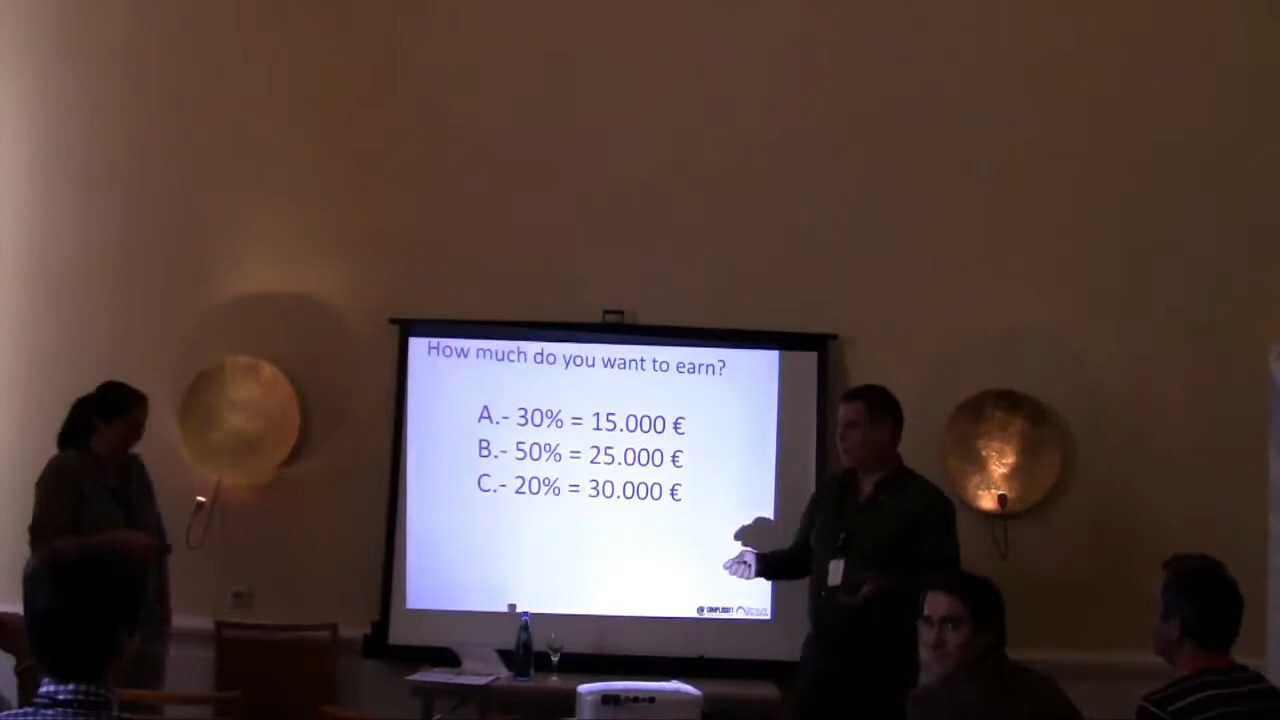 How much do you want to earn?
A.- 30% = 15.000 €
B.- 50% = 25.000 €
C.- 20% = 30.000 €